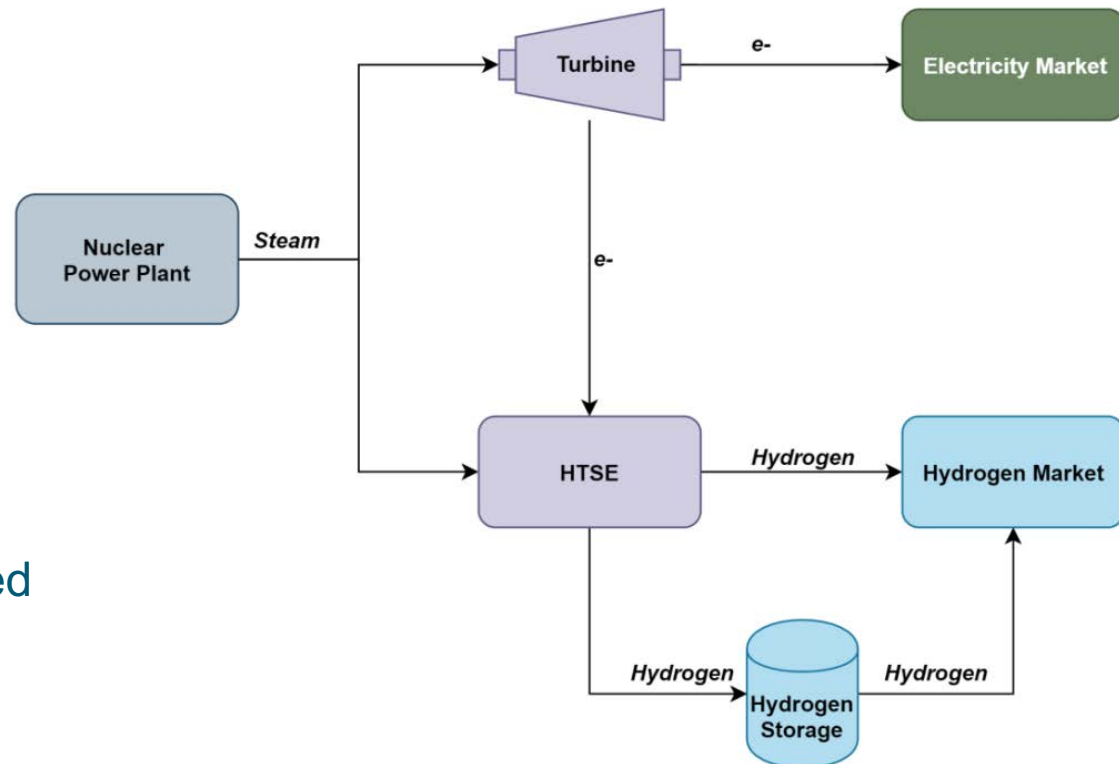 e-
Turbine
Electricity Market
Nuclear
Power Plant
Steam
e-
HTSE
Hydrogen
Hydrogen Market
ed
Hydrogen
Hydrogen
Hydrogen
Storage